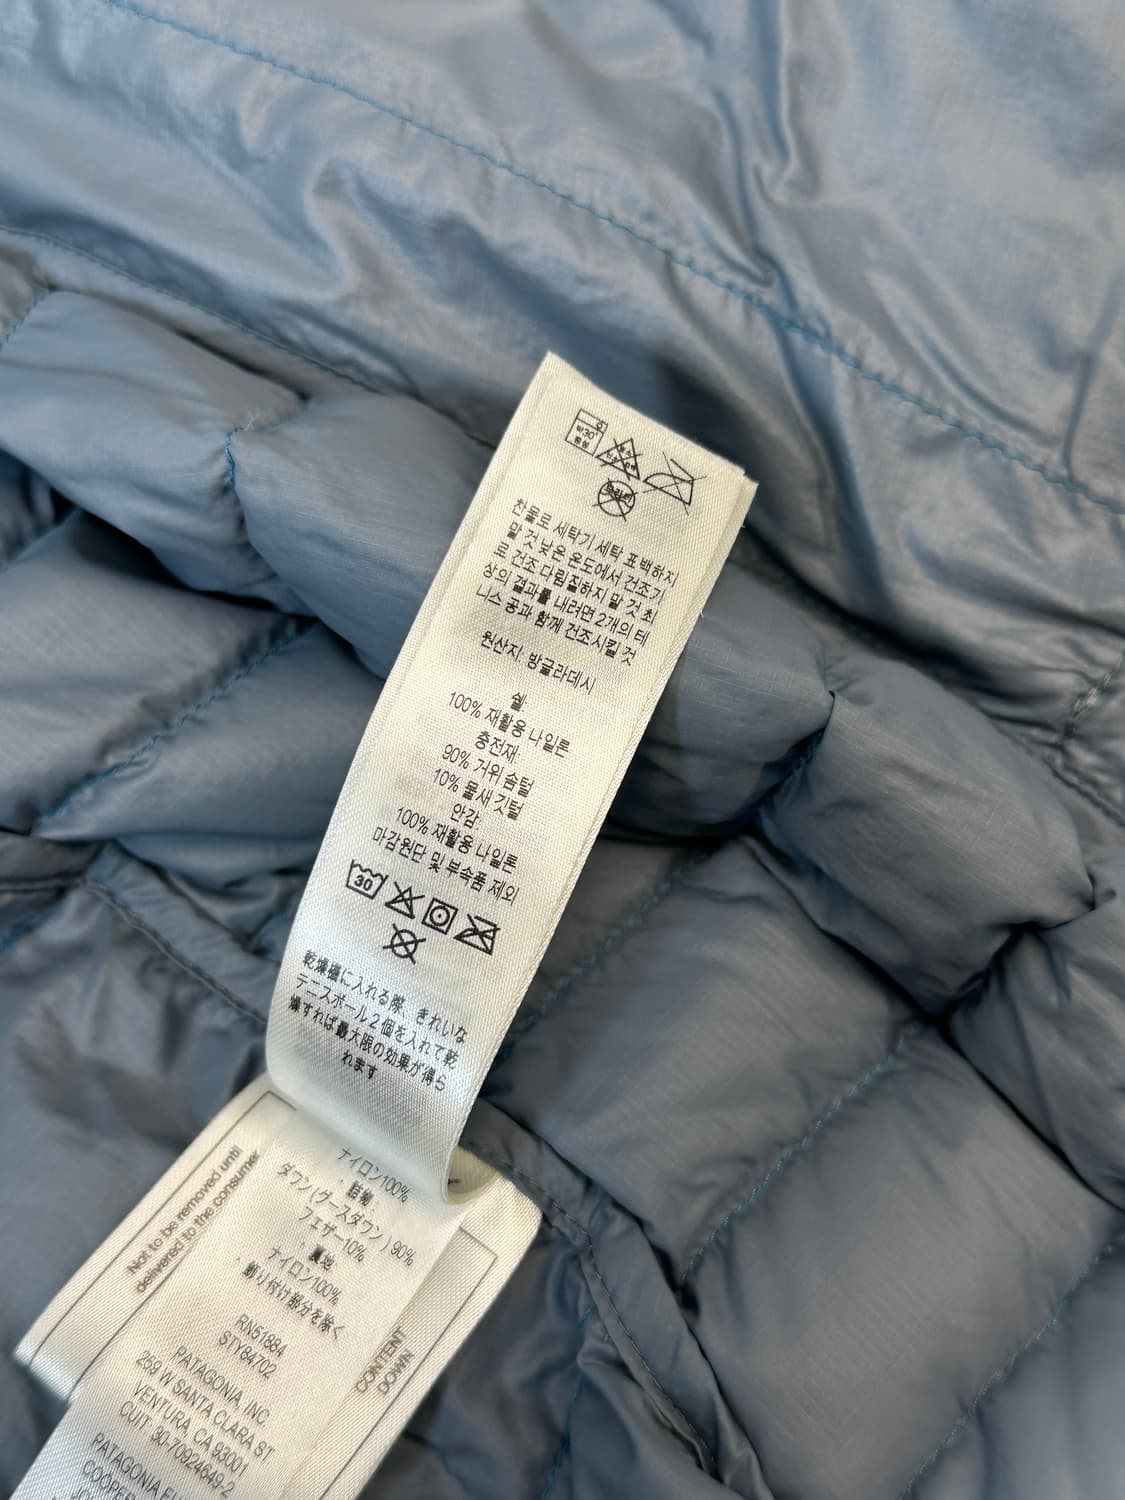 약30°
중성
찬물로 세탁기 세탁 표백하지
말 것 낮은 온도에서 건조기
로 건조 다림질하지 말 것 최
상의 결과를 내려면 2개의 테
니스 공과 함께 건조시킬 것
원산지: 방글라데시
쉘:
100% 재활용 나일론
충전재:
90% 거위 솜털
10% 물새 깃털
안감:
100% 재활용 나일론
마감원단 및 부속품 제외
30
乾燥機に入れる際、きれいな
テニスボール2個を入れて乾
燥すれば最大限の効果が得ら
れます
ナイロン100%
・詰物
ダウン(グースダウン) 90%
フェザー10%
・裏地
ナイロン100%
・飾り付け部分を除く
RN51884
STY84702
PATAGONIA, INC.
259 W SANTA CLARA ST
VENTURA, CA 93001
CUIT: 30-70924649-2
PATAGONIA
Not to be removed until
delivered to the consumer
CONTENT
DOWN